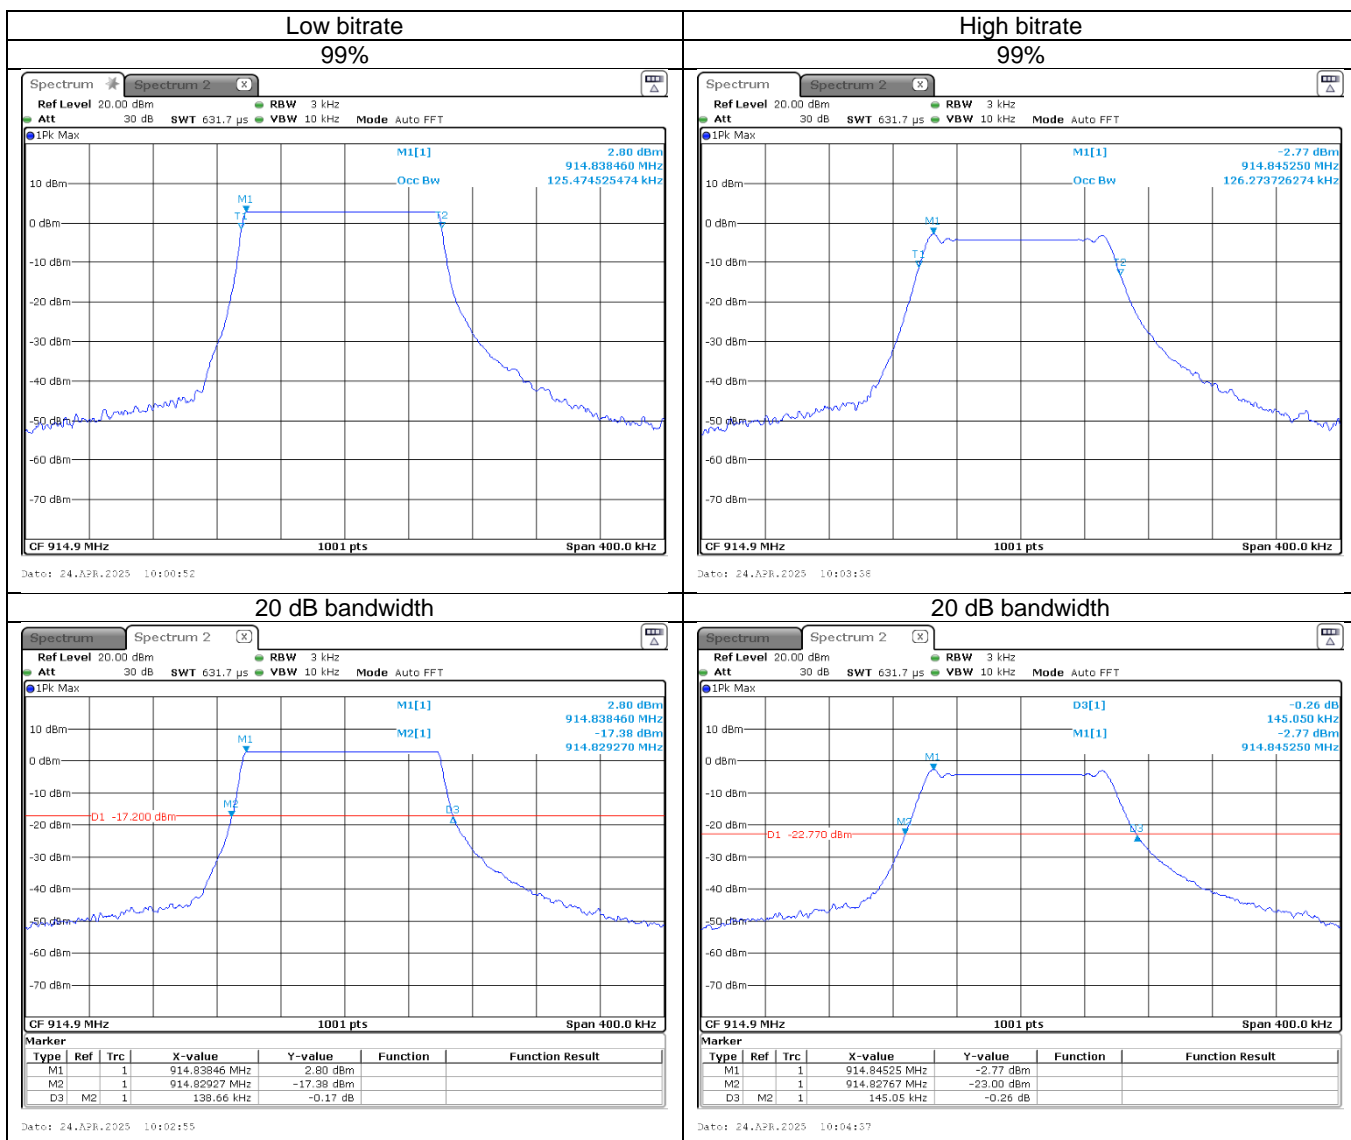 Low bitrate
High bitrate
99%
99%
Spectrum Spectrum 2 X
Ref Level 20.00 dBm RBW 3 kHz
Att 30 dB SWT 631.7 µs VBW 10 kHz Mode Auto FFT
1Pk Max
M1[1] 2.80 dBm
914.838460 MHz
Occ Bw 125.474525474 kHz
10 dBm
M1
T1 T2
0 dBm
-10 dBm
-20 dBm
-30 dBm
-40 dBm
-50 dBm
-60 dBm
-70 dBm
CF 914.9 MHz 1001 pts Span 400.0 kHz
Date: 24.APR.2025 10:00:52
Spectrum Spectrum 2 X
Ref Level 20.00 dBm RBW 3 kHz
Att 30 dB SWT 631.7 µs VBW 10 kHz Mode Auto FFT
1Pk Max
M1[1] -2.77 dBm
914.845250 MHz
Occ Bw 126.273726274 kHz
10 dBm
M1
0 dBm
T1 T2
-10 dBm
-20 dBm
-30 dBm
-40 dBm
-50 dBm
-60 dBm
-70 dBm
CF 914.9 MHz 1001 pts Span 400.0 kHz
Date: 24.APR.2025 10:03:38
20 dB bandwidth
20 dB bandwidth
Spectrum Spectrum 2 X
Ref Level 20.00 dBm RBW 3 kHz
Att 30 dB SWT 631.7 µs VBW 10 kHz Mode Auto FFT
1Pk Max
M1[1] 2.80 dBm
914.838460 MHz
M2[1] -17.38 dBm
914.829270 MHz
10 dBm
M1
0 dBm
-10 dBm
M2 D3
D1 -17.200 dBm
-20 dBm
-30 dBm
-40 dBm
-50 dBm
-60 dBm
-70 dBm
CF 914.9 MHz 1001 pts Span 400.0 kHz
Marker
Type Ref Trc X-value Y-value Function Function Result
M1 1 914.83846 MHz 2.80 dBm
M2 1 914.82927 MHz -17.38 dBm
D3 M2 1 138.66 kHz -0.17 dB
Date: 24.APR.2025 10:02:55
Spectrum Spectrum 2 X
Ref Level 20.00 dBm RBW 3 kHz
Att 30 dB SWT 631.7 µs VBW 10 kHz Mode Auto FFT
1Pk Max
D3[1] -0.26 dB
145.050 kHz
M1[1] -2.77 dBm
914.845250 MHz
10 dBm
M1
0 dBm
-10 dBm
-20 dBm
M2 D3
D1 -22.770 dBm
-30 dBm
-40 dBm
-50 dBm
-60 dBm
-70 dBm
CF 914.9 MHz 1001 pts Span 400.0 kHz
Marker
Type Ref Trc X-value Y-value Function Function Result
M1 1 914.84525 MHz -2.77 dBm
M2 1 914.82767 MHz -23.00 dBm
D3 M2 1 145.05 kHz -0.26 dB
Date: 24.APR.2025 10:04:37